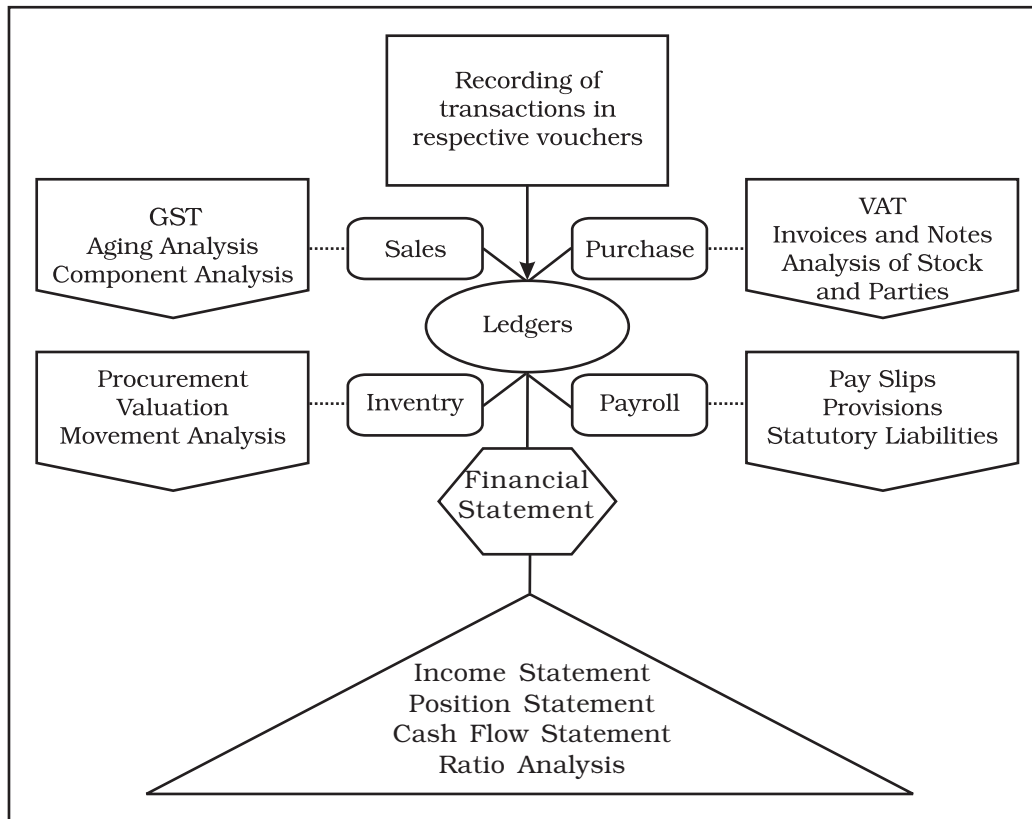 Recording of
transactions in
respective vouchers
GST
Aging Analysis
Component Analysis
Sales
Purchase
VAT
Invoices and Notes
Analysis of Stock
and Parties
Ledgers
Procurement
Valuation
Movement Analysis
Inventry
Payroll
Pay Slips
Provisions
Statutory Liabilities
Financial
Statement
Income Statement
Position Statement
Cash Flow Statement
Ratio Analysis